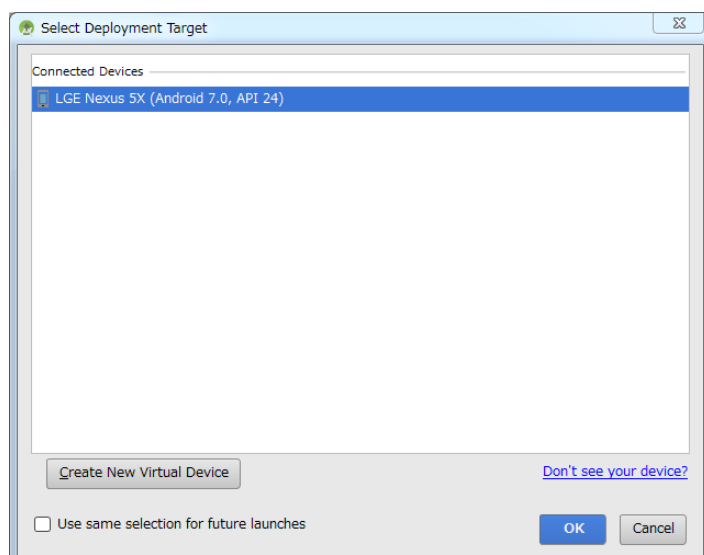 Select Deployment Target
Connected Devices
LGE Nexus 5X (Android 7.0, API 24)
Create New Virtual Device
Don't see your device?
Use same selection for future launches
OK
Cancel